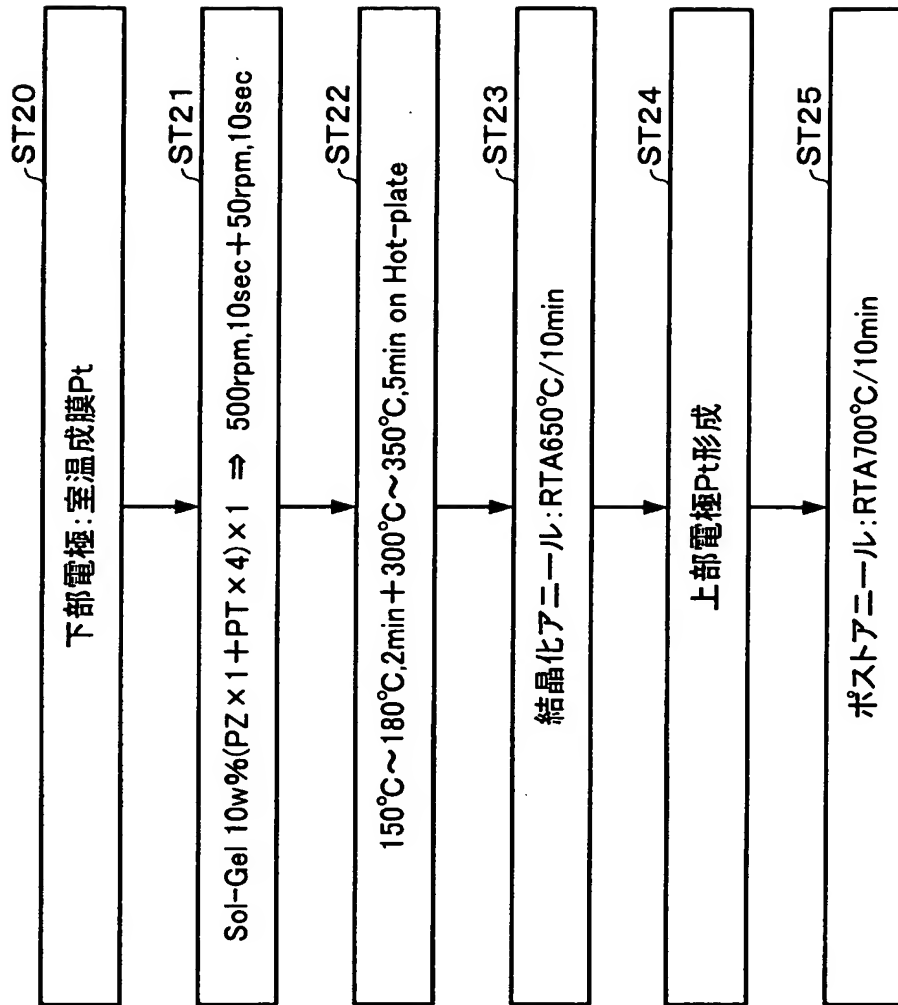 ST20
下部電極:室温成膜Pt
ST21
Sol-Gel 10w%(PZ×1+PT×4)×1 ⇒ 500rpm,10sec+50rpm,10sec
ST22
150℃~180℃,2min+300℃~350℃,5min on Hot-plate
ST23
結晶化アニール:RTA650℃/10min
ST24
上部電極Pt形成
ST25
ポストアニール:RTA700℃/10min